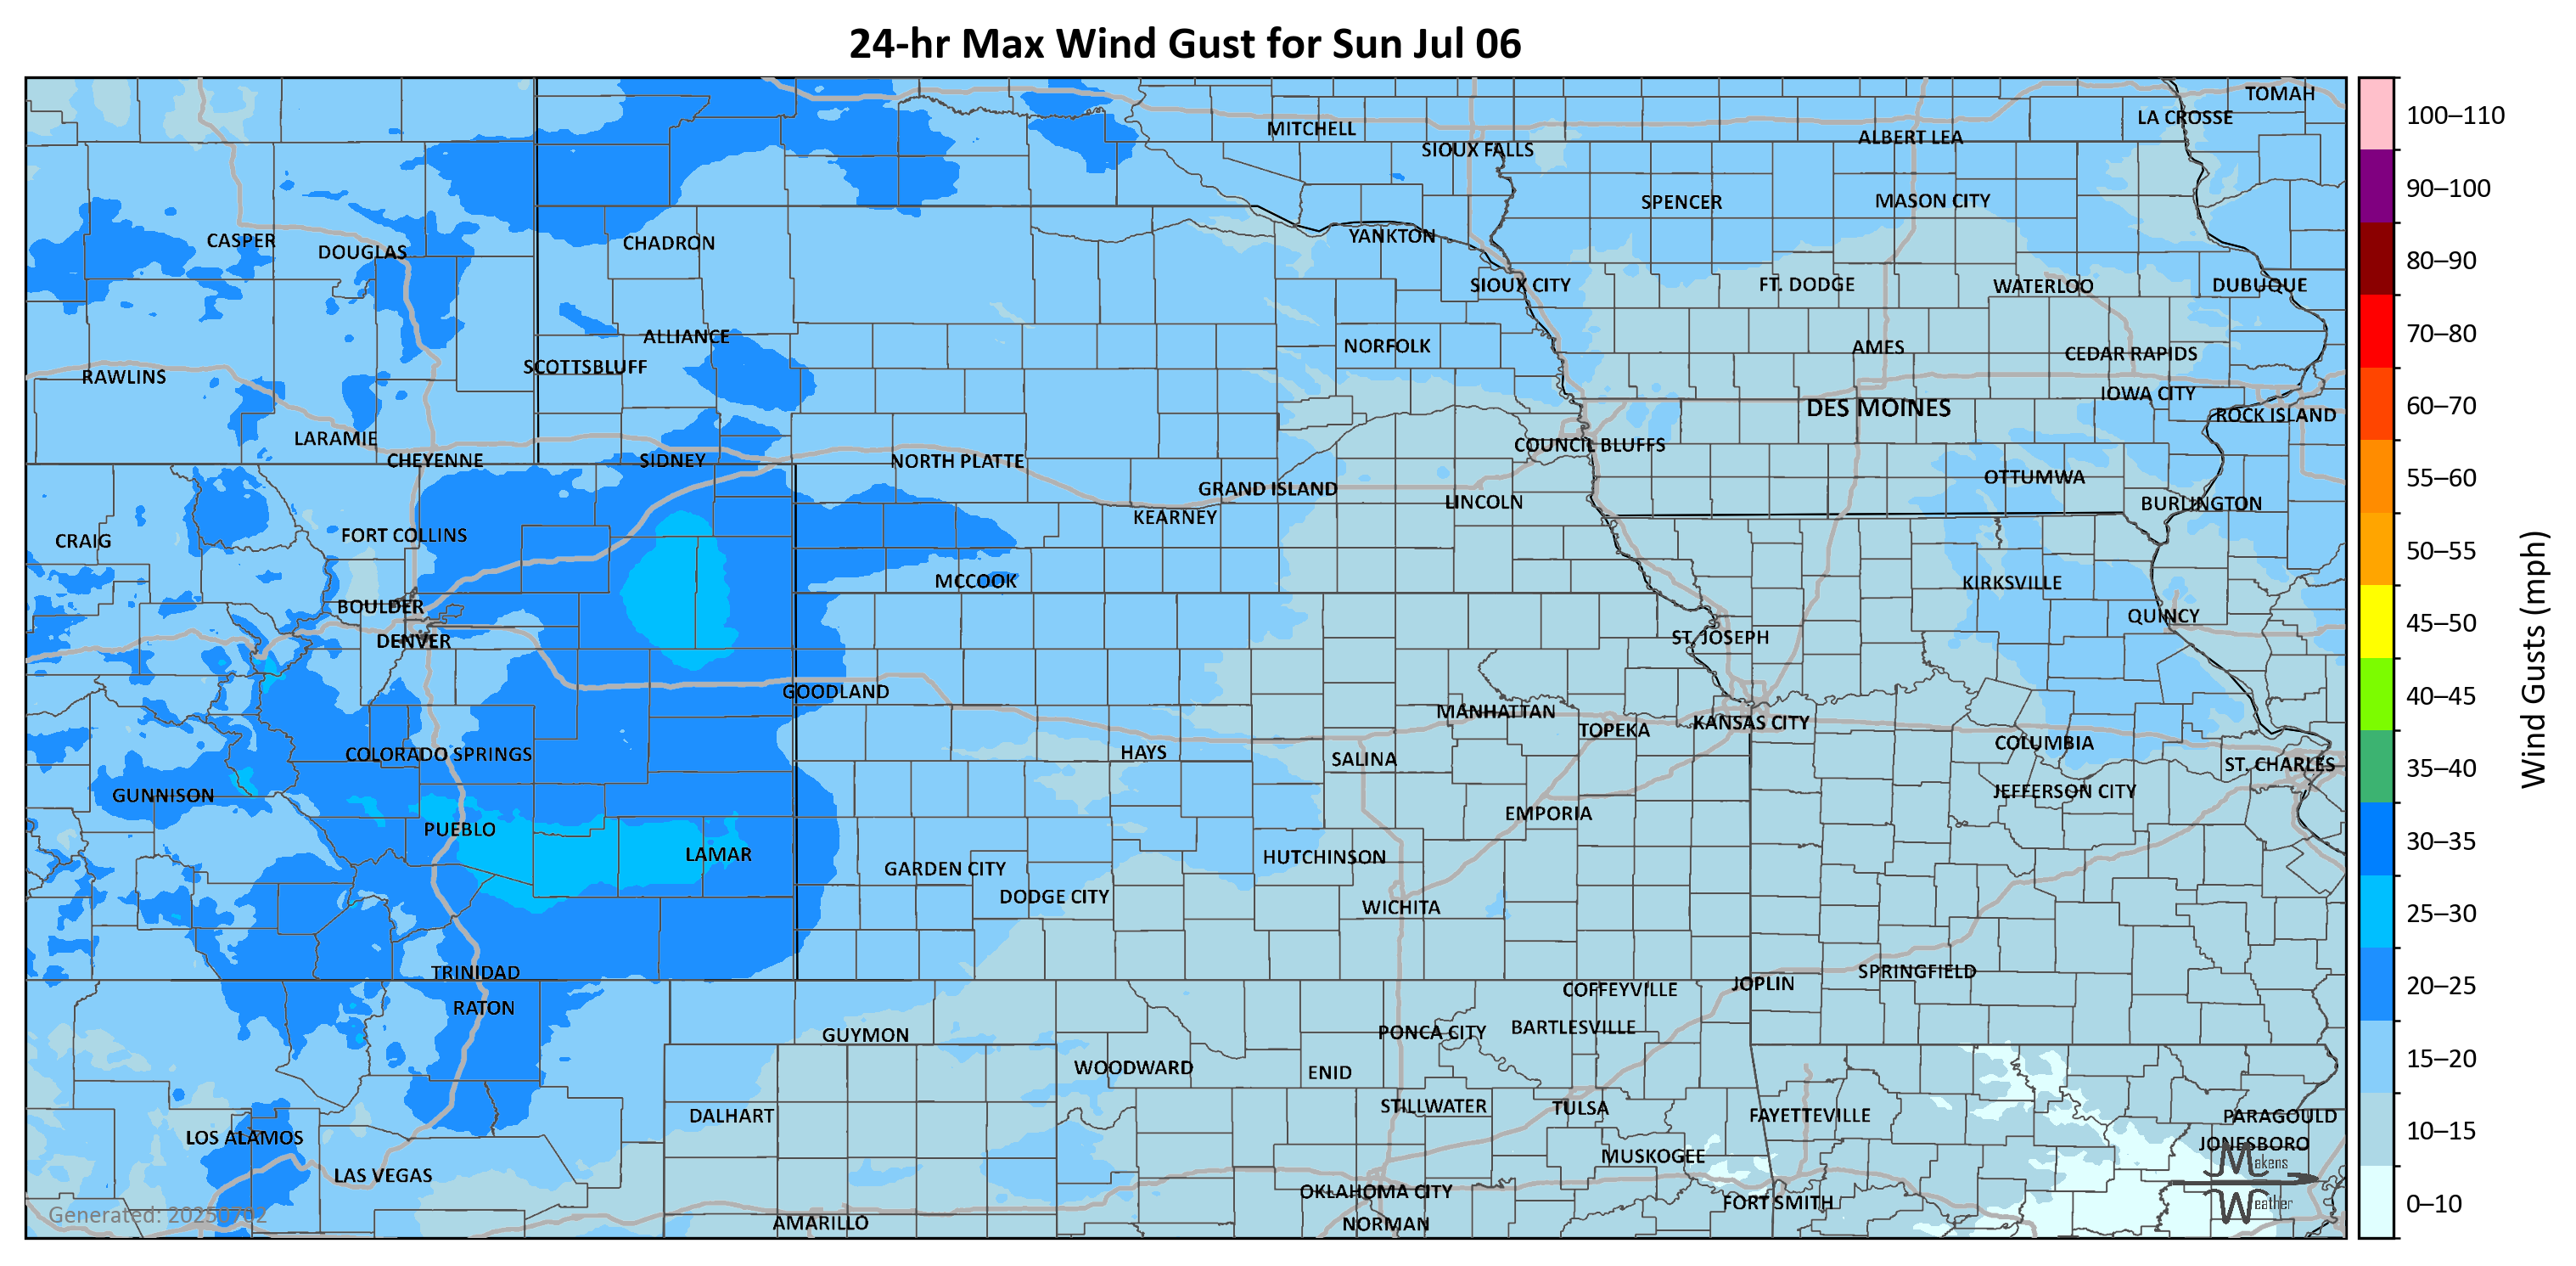 24-hr Max Wind Gust for Sun Jul 06
TOMAH
LA CROSSE
MITCHELL
ALBERT LEA
SIOUX FALLS
SPENCER
MASON CITY
CASPER
DOUGLAS
CHADRON
YANKTON
SIOUX CITY
FT. DODGE
WATERLOO
DUBUQUE
ALLIANCE
NORFOLK
AMES
CEDAR RAPIDS
SCOTTSBLUFF
RAWLINS
IOWA CITY
DES MOINES
ROCK ISLAND
LARAMIE
COUNCIL BLUFFS
CHEYENNE
SIDNEY
NORTH PLATTE
OTTUMWA
GRAND ISLAND
LINCOLN
BURLINGTON
KEARNEY
FORT COLLINS
CRAIG
MCCOOK
KIRKSVILLE
BOULDER
QUINCY
DENVER
ST. JOSEPH
GOODLAND
MANHATTAN
KANSAS CITY
TOPEKA
COLUMBIA
COLORADO SPRINGS
HAYS
SALINA
ST. CHARLES
GUNNISON
JEFFERSON CITY
EMPORIA
PUEBLO
LAMAR
HUTCHINSON
GARDEN CITY
DODGE CITY
WICHITA
TRINIDAD
SPRINGFIELD
JOPLIN
COFFEYVILLE
RATON
BARTLESVILLE
GUYMON
PONCA CITY
WOODWARD
ENID
STILLWATER
TULSA
DALHART
FAYETTEVILLE
PARAGOULD
LOS ALAMOS
JONESBORO
MUSKOGEE
LAS VEGAS
OKLAHOMA CITY
FORT SMITH
AMARILLO
NORMAN
Makens
Weather
Generated: 20250702
100–110
90–100
80–90
70–80
60–70
55–60
50–55
45–50
40–45
35–40
30–35
25–30
20–25
15–20
10–15
0–10
Wind Gusts (mph)